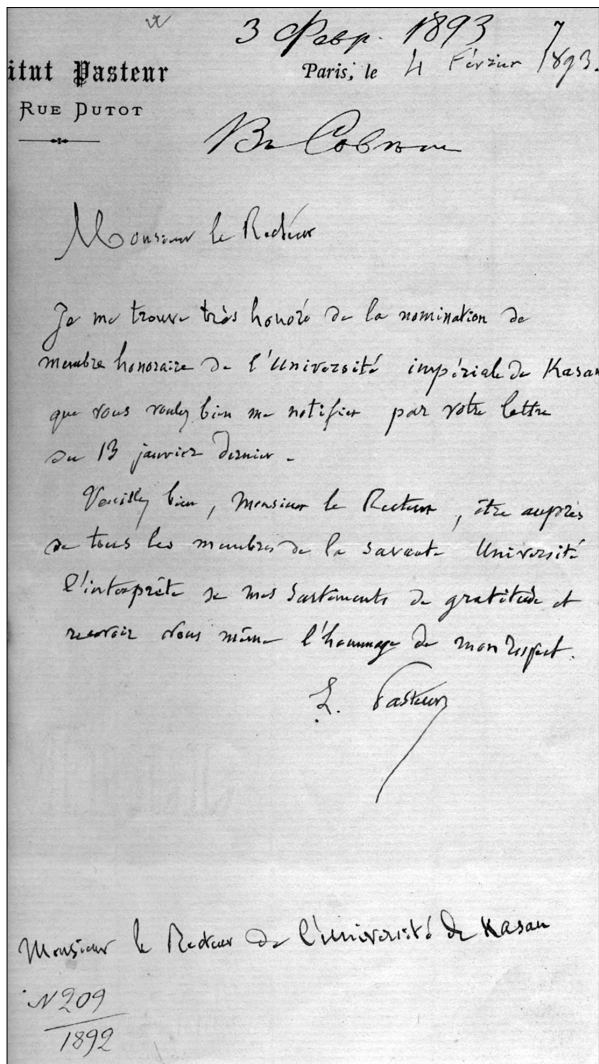 3 Февр. 1893
itut Pasteur
Paris, le 4 Février 1893.
RUE DUTOT
Monsieur le Recteur
Je me trouve très honoré de la nomination de
membre honoraire de l'Université impériale de Kasan
que vous voulez bien me notifier par votre lettre
du 13 janvier dernier.
Veuillez bien, Monsieur le Recteur, être auprès
de tous les membres de la savante Université
l'interprète de mes sentiments de gratitude et
recevoir vous même l'hommage de mon respect.
L. Pasteur
Monsieur le Recteur de l'Université de Kasan
N 209
1892